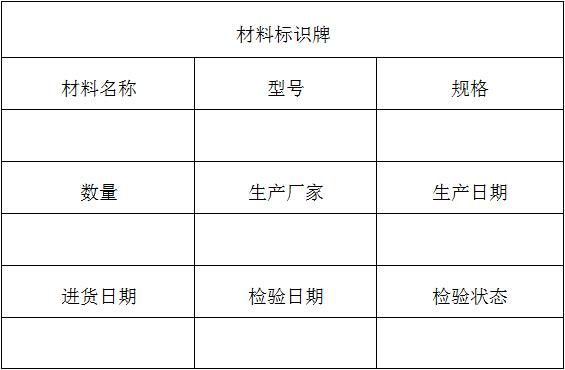 材料标识牌
材料名称 型号 规格
数量 生产厂家 生产日期
进货日期 检验日期 检验状态